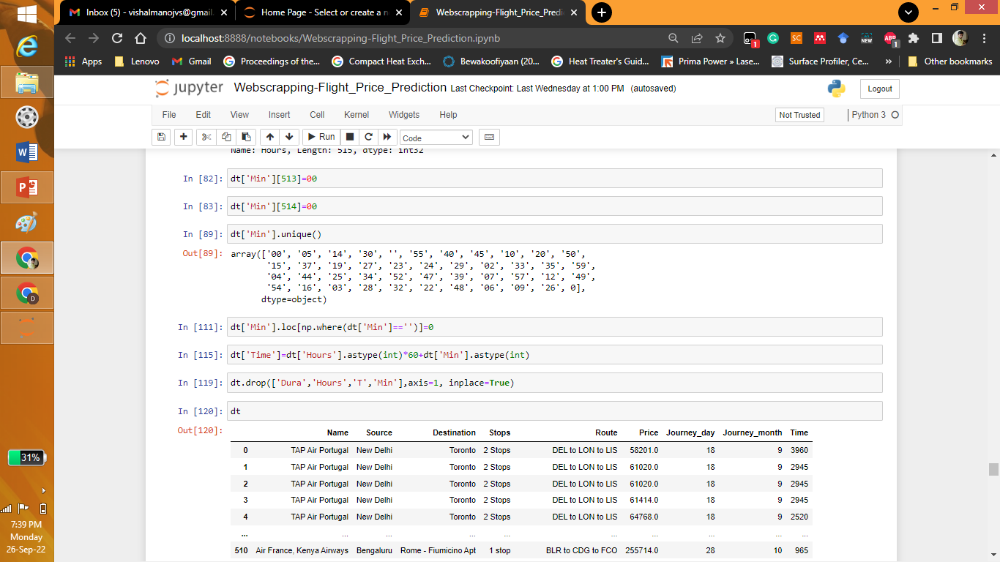 Inbox (5) - vishalmanojvs@gmail. Home Page - Select or create a n Webscrapping-Flight_Price_Predi
localhost:8888/notebooks/Webscrapping-Flight_Price_Prediction.ipynb
Apps Lenovo Gmail Proceedings of the... Compact Heat Exch... Bewakoofiyaan (20... Heat Treater's Guid... Prima Power » Lase... Surface Profiler, Ce... » Other bookmarks
jupyter Webscrapping-Flight_Price_Prediction Last Checkpoint: Last Wednesday at 1:00 PM (autosaved) Logout
File Edit View Insert Cell Kernel Widgets Help Not Trusted Python 3
Run Code
Name: Hours, Length: 515, dtype: int32
In [82]: dt['Min'][513]=00
In [83]: dt['Min'][514]=00
In [89]: dt['Min'].unique()
Out[89]: array(['00', '05', '14', '30', '', '55', '40', '45', '10', '20', '50',
'15', '37', '19', '27', '23', '24', '29', '02', '33', '35', '59',
'04', '44', '25', '34', '52', '47', '39', '07', '57', '12', '49',
'54', '16', '03', '28', '32', '22', '48', '06', '09', '26', 0],
dtype=object)
In [111]: dt['Min'].loc[np.where(dt['Min']=='')]=0
In [115]: dt['Time']=dt['Hours'].astype(int)*60+dt['Min'].astype(int)
In [119]: dt.drop(['Dura','Hours','T','Min'],axis=1, inplace=True)
In [120]: dt
Out[120]:
Name Source Destination Stops Route Price Journey_day Journey_month Time
0 TAP Air Portugal New Delhi Toronto 2 Stops DEL to LON to LIS 58201.0 18 9 3960
1 TAP Air Portugal New Delhi Toronto 2 Stops DEL to LON to LIS 61020.0 18 9 2945
2 TAP Air Portugal New Delhi Toronto 2 Stops DEL to LON to LIS 61020.0 18 9 2945
3 TAP Air Portugal New Delhi Toronto 2 Stops DEL to LON to LIS 61414.0 18 9 2945
4 TAP Air Portugal New Delhi Toronto 2 Stops DEL to LON to LIS 64768.0 18 9 2520
... ... ... ... ... ... ... ... ... ...
510 Air France, Kenya Airways Bengaluru Rome - Fiumicino Apt 1 stop BLR to CDG to FCO 255714.0 28 10 965
31%
7:39 PM
Monday
26-Sep-22